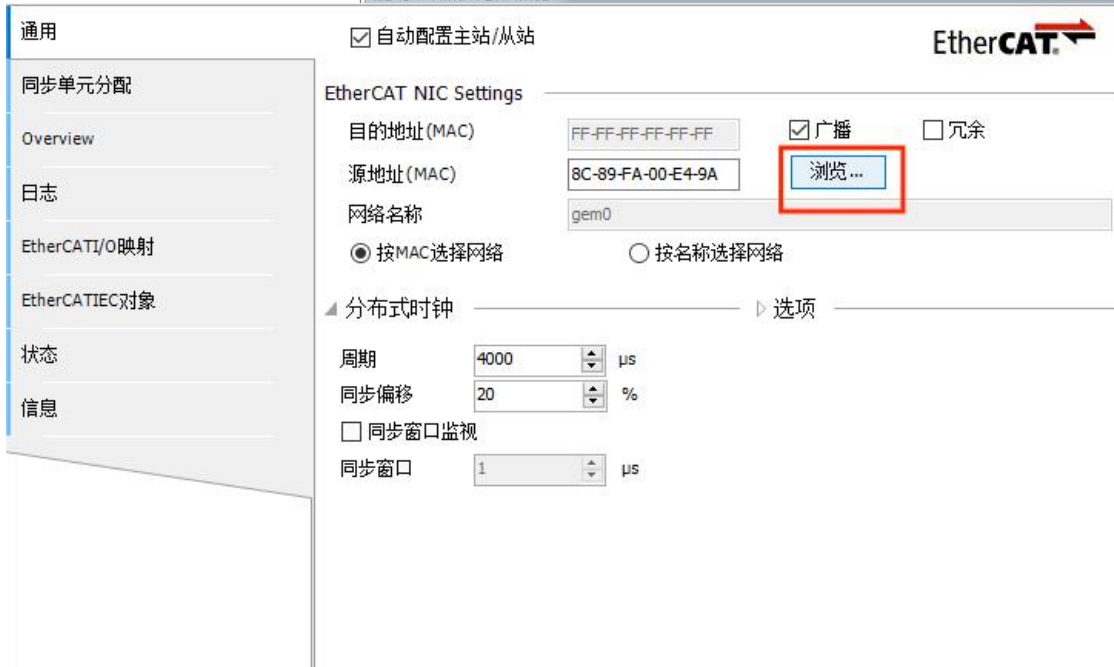 通用
同步单元分配
Overview
日志
EtherCATI/O映射
EtherCATIEC对象
状态
信息
自动配置主站/从站
EtherCAT
EtherCAT NIC Settings
目的地址(MAC) FF-FF-FF-FF-FF-FF 广播 冗余
源地址(MAC) 8C-89-FA-00-E4-9A 浏览...
网络名称 gem0
按MAC选择网络 按名称选择网络
分布式时钟 选项
周期 4000 μs
同步偏移 20 %
同步窗口监视
同步窗口 1 μs